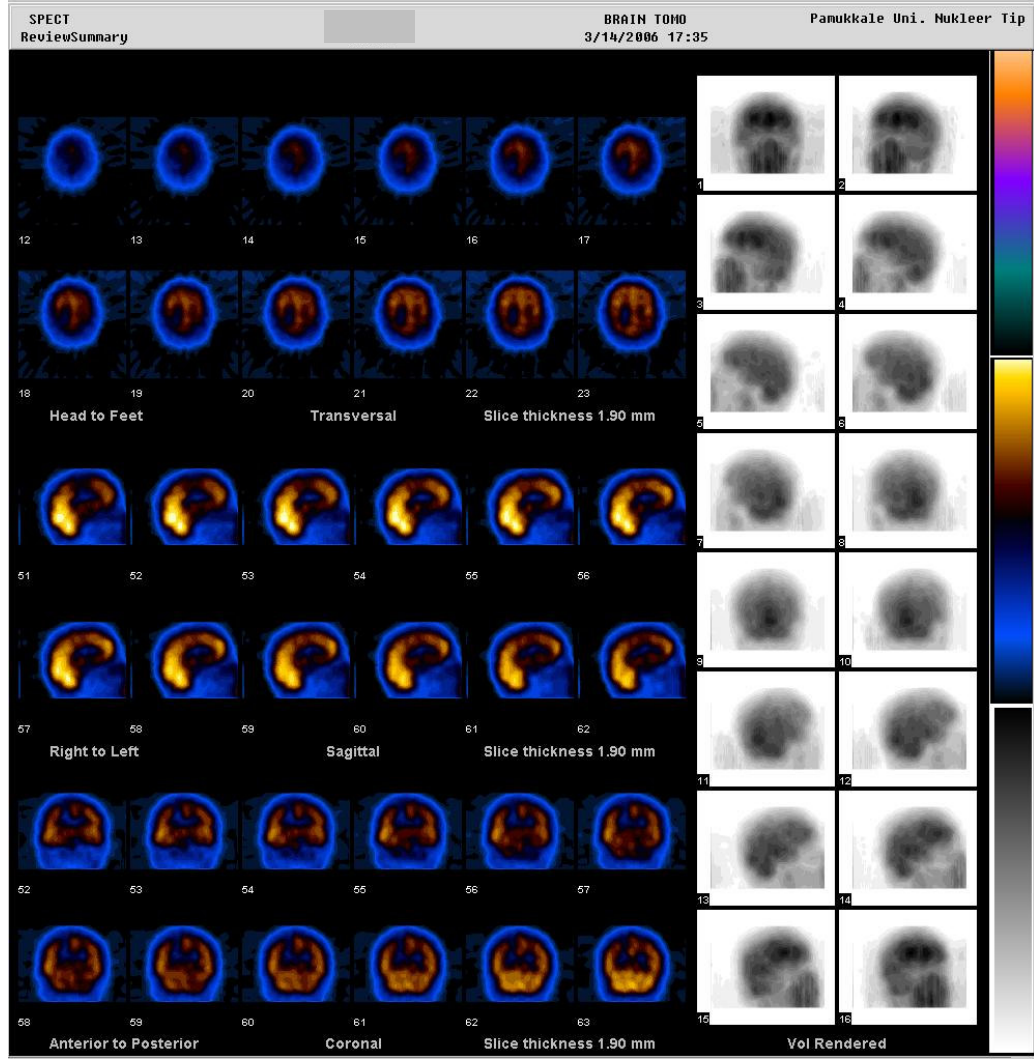 SPECT
BRAIN TOMO
Pamukkale Uni. Nukleer Tip
ReviewSummary
3/14/2006 17:35
12 13 14 15 16 17
18 19 20 21 22 23
Head to Feet Transversal Slice thickness 1.90 mm
51 52 53 54 55 56
57 58 59 60 61 62
Right to Left Sagittal Slice thickness 1.90 mm
52 53 54 55 56 57
58 59 60 61 62 63
Anterior to Posterior Coronal Slice thickness 1.90 mm
1 2
3 4
5 6
7 8
9 10
11 12
13 14
15 16
Vol Rendered